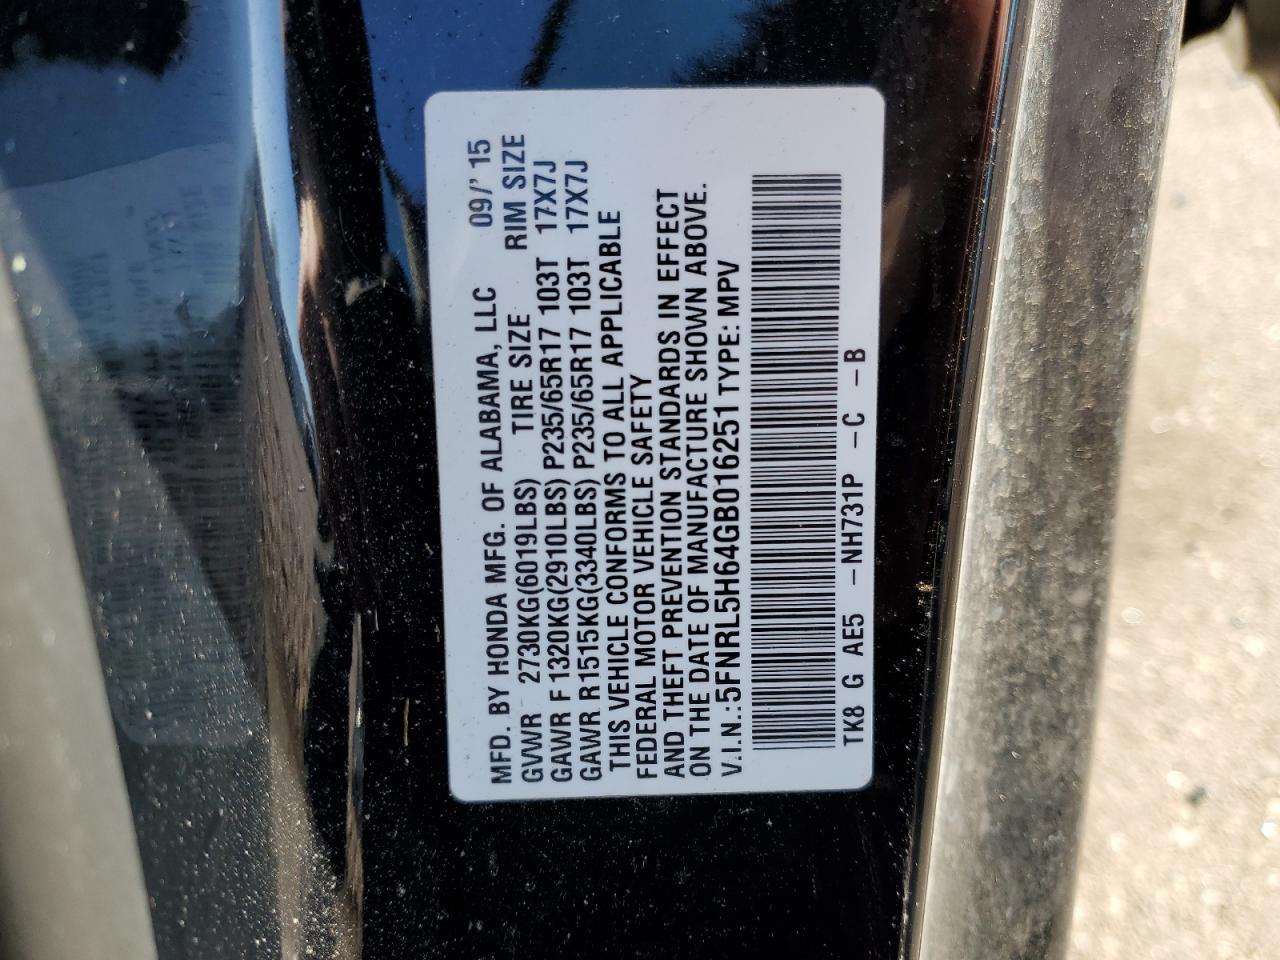 MFD. BY HONDA MFG. OF ALABAMA, LLC 09/'15
GVWR 2730KG(6019LBS) TIRE SIZE RIM SIZE
GAWR F 1320KG(2910LBS) P235/65R17 103T 17X7J
GAWR R1515KG(3340LBS) P235/65R17 103T 17X7J
THIS VEHICLE CONFORMS TO ALL APPLICABLE
FEDERAL MOTOR VEHICLE SAFETY
AND THEFT PREVENTION STANDARDS IN EFFECT
ON THE DATE OF MANUFACTURE SHOWN ABOVE.
V.I.N.:5FNRL5H64GB016251 TYPE: MPV
TK8 G AE5 -NH731P -C -B